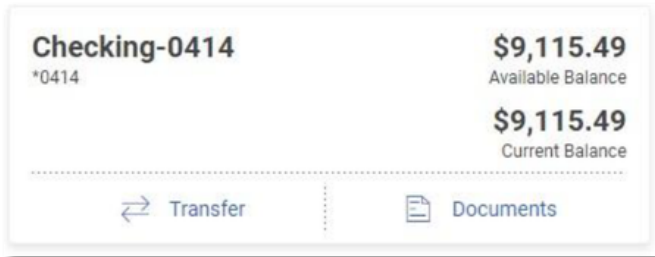 Checking-0414
*0414
$9,115.49
Available Balance
$9,115.49
Current Balance
Transfer
Documents